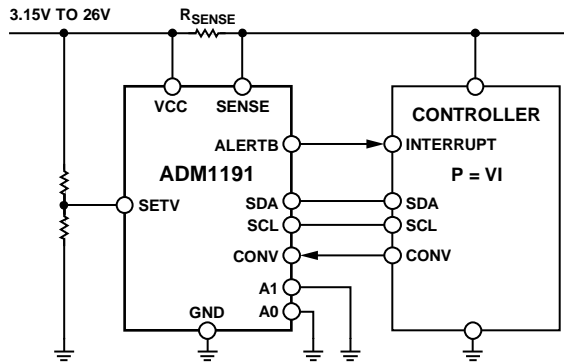 3.15V TO 26V
RSENSE
VCC
SENSE
CONTROLLER
ALERTB
INTERRUPT
ADM1191
P = VI
SETV
SDA
SDA
SCL
SCL
CONV
CONV
A1
GND
A0